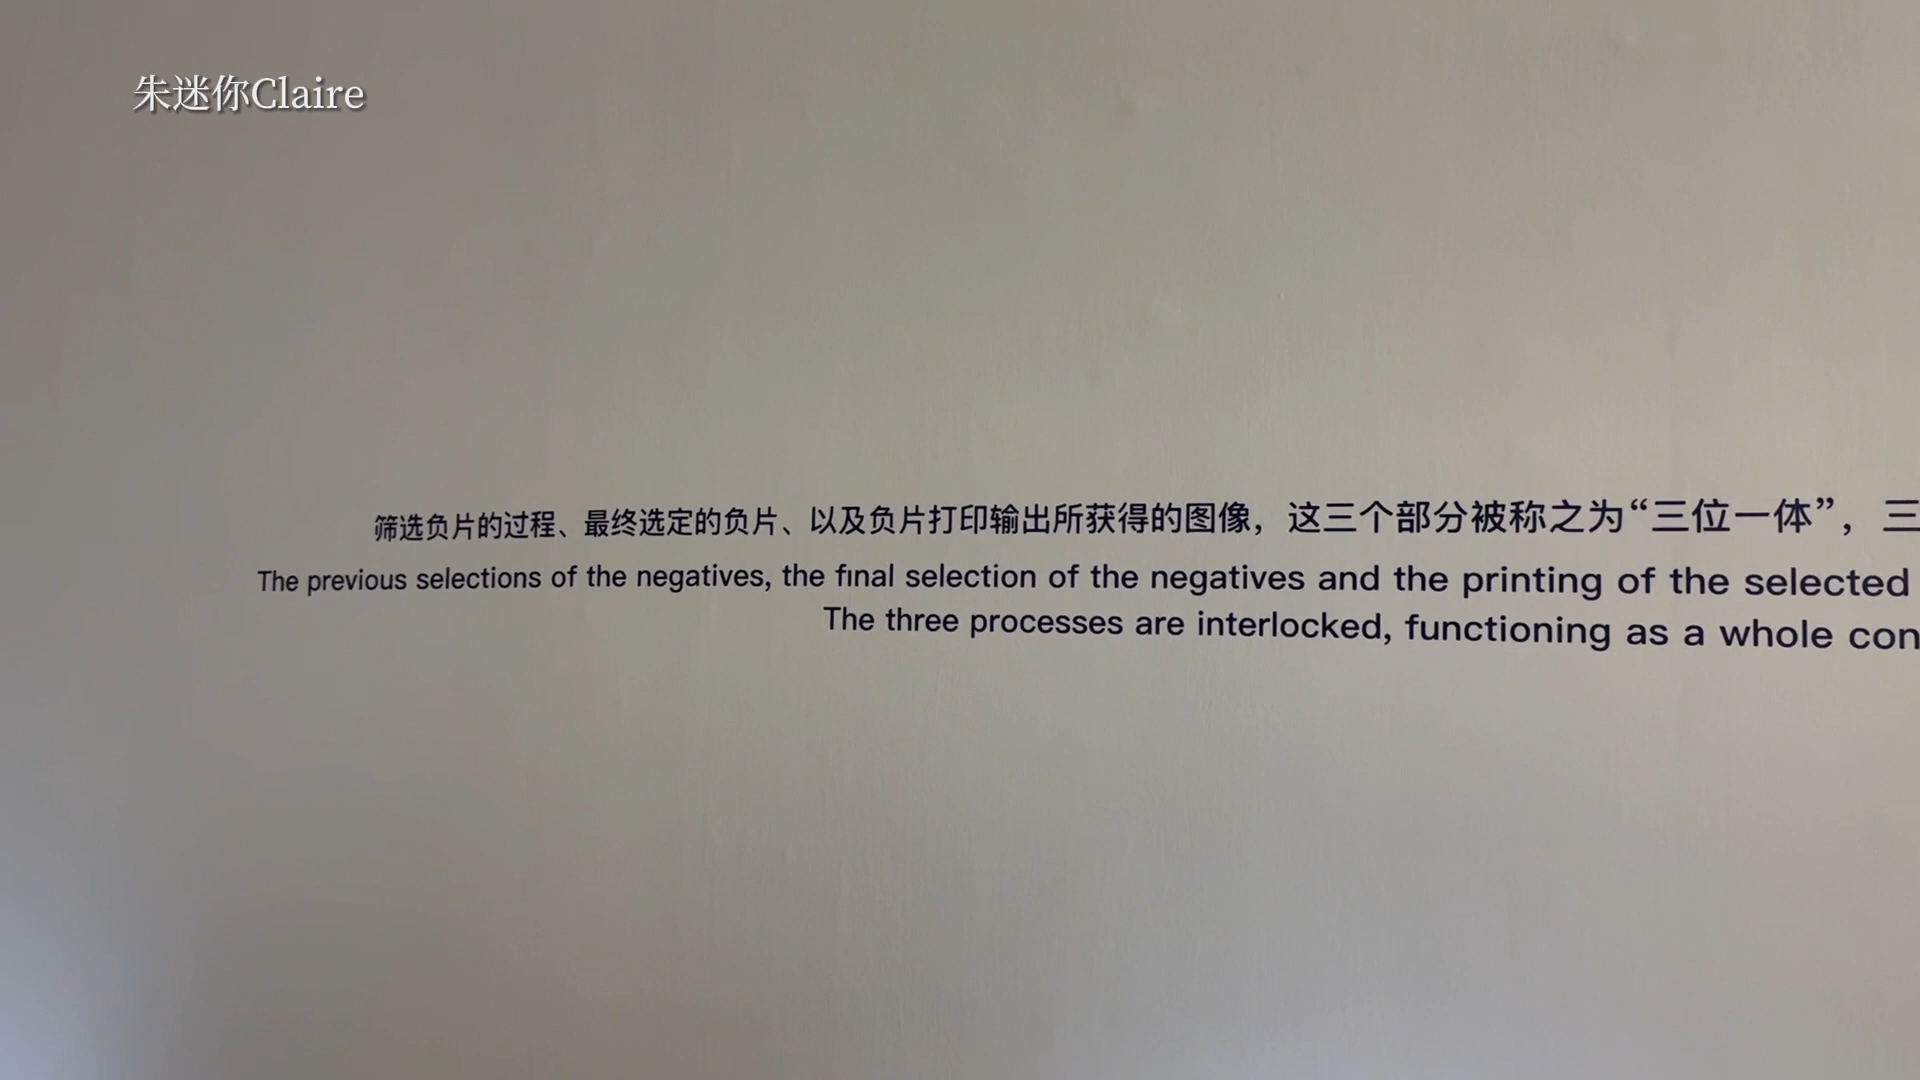 朱迷你Claire
筛选负片的过程、最终选定的负片、以及负片打印输出所获得的图像，这三个部分被称之为“三位一体”，三
The previous selections of the negatives, the final selection of the negatives and the printing of the selected
The three processes are interlocked, functioning as a whole con